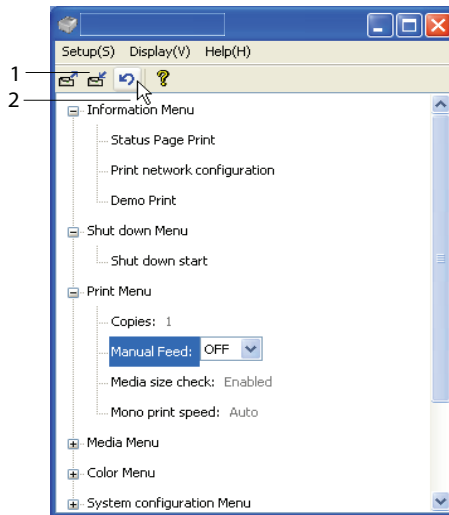 Setup(S) Display(V) Help(H)
1
2
Information Menu
Status Page Print
Print network configuration
Demo Print
Shut down Menu
Shut down start
Print Menu
Copies: 1
Manual Feed: OFF
Media size check: Enabled
Mono print speed: Auto
Media Menu
Color Menu
System configuration Menu